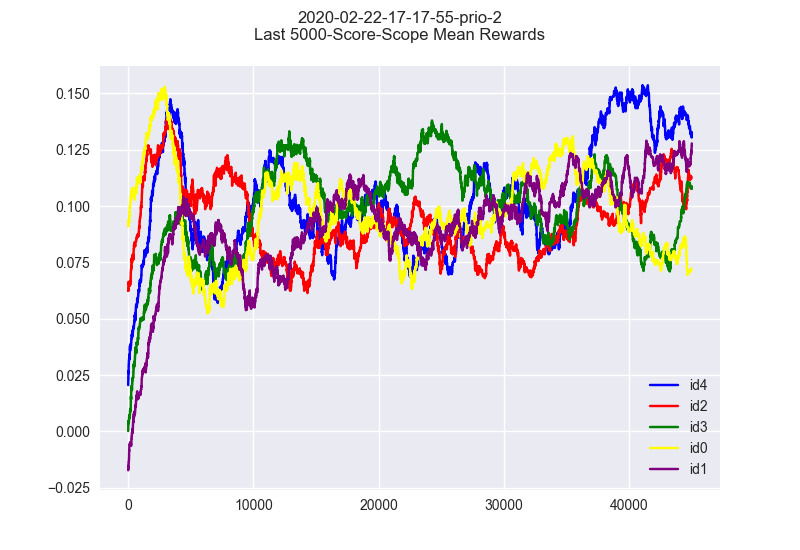 2020-02-22-17-17-55-prio-2
Last 5000-Score-Scope Mean Rewards
0.150
0.125
0.100
0.075
0.050
0.025
0.000
−0.025
0 10000 20000 30000 40000
id4
id2
id3
id0
id1